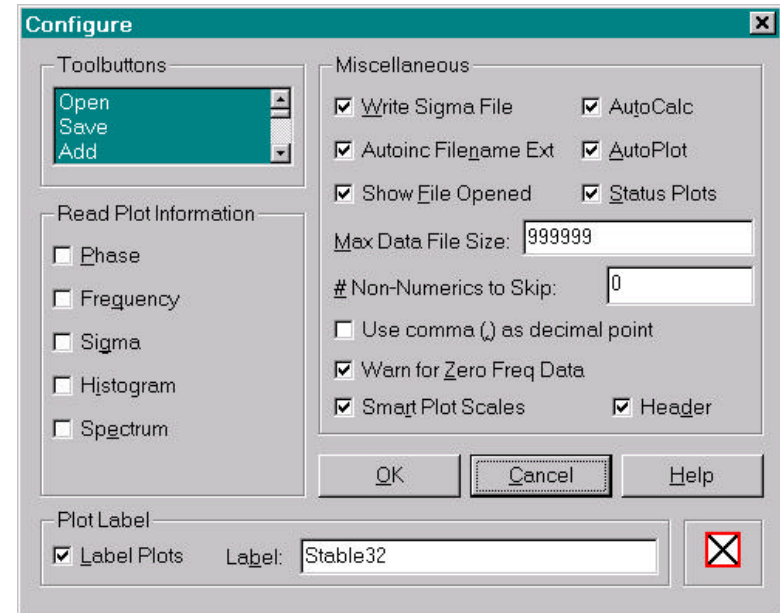 Configure
Toolbuttons
Open
Save
Add
Read Plot Information
Phase
Frequency
Sigma
Histogram
Spectrum
Miscellaneous
Write Sigma File
AutoCalc
Autoinc Filename Ext
AutoPlot
Show File Opened
Status Plots
Max Data File Size: 999999
# Non-Numerics to Skip: 0
Use comma (,) as decimal point
Warn for Zero Freq Data
Smart Plot Scales
Header
OK
Cancel
Help
Plot Label
Label Plots
Label: Stable32